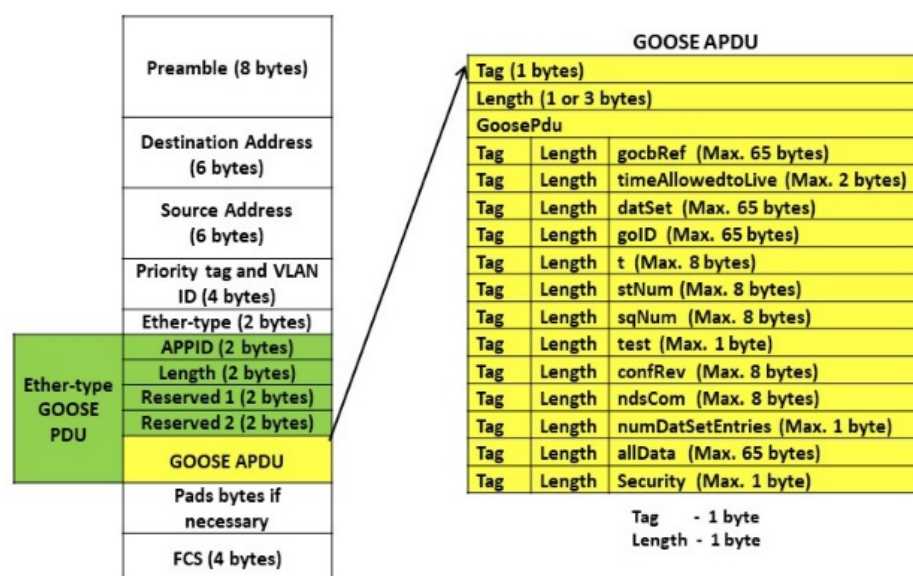 Preamble (8 bytes)
Destination Address
(6 bytes)
Source Address
(6 bytes)
Priority tag and VLAN
ID (4 bytes)
Ether-type (2 bytes)
Ether-type
GOOSE
PDU
APPID (2 bytes)
Length (2 bytes)
Reserved 1 (2 bytes)
Reserved 2 (2 bytes)
GOOSE APDU
Pads bytes if
necessary
FCS (4 bytes)
GOOSE APDU
Tag (1 bytes)
Length (1 or 3 bytes)
GoosePdu
Tag Length gocbRef (Max. 65 bytes)
Tag Length timeAllowedtoLive (Max. 2 bytes)
Tag Length datSet (Max. 65 bytes)
Tag Length goID (Max. 65 bytes)
Tag Length t (Max. 8 bytes)
Tag Length stNum (Max. 8 bytes)
Tag Length sqNum (Max. 8 bytes)
Tag Length test (Max. 1 byte)
Tag Length confRev (Max. 8 bytes)
Tag Length ndsCom (Max. 8 bytes)
Tag Length numDatSetEntries (Max. 1 byte)
Tag Length allData (Max. 65 bytes)
Tag Length Security (Max. 1 byte)
Tag - 1 byte
Length - 1 byte